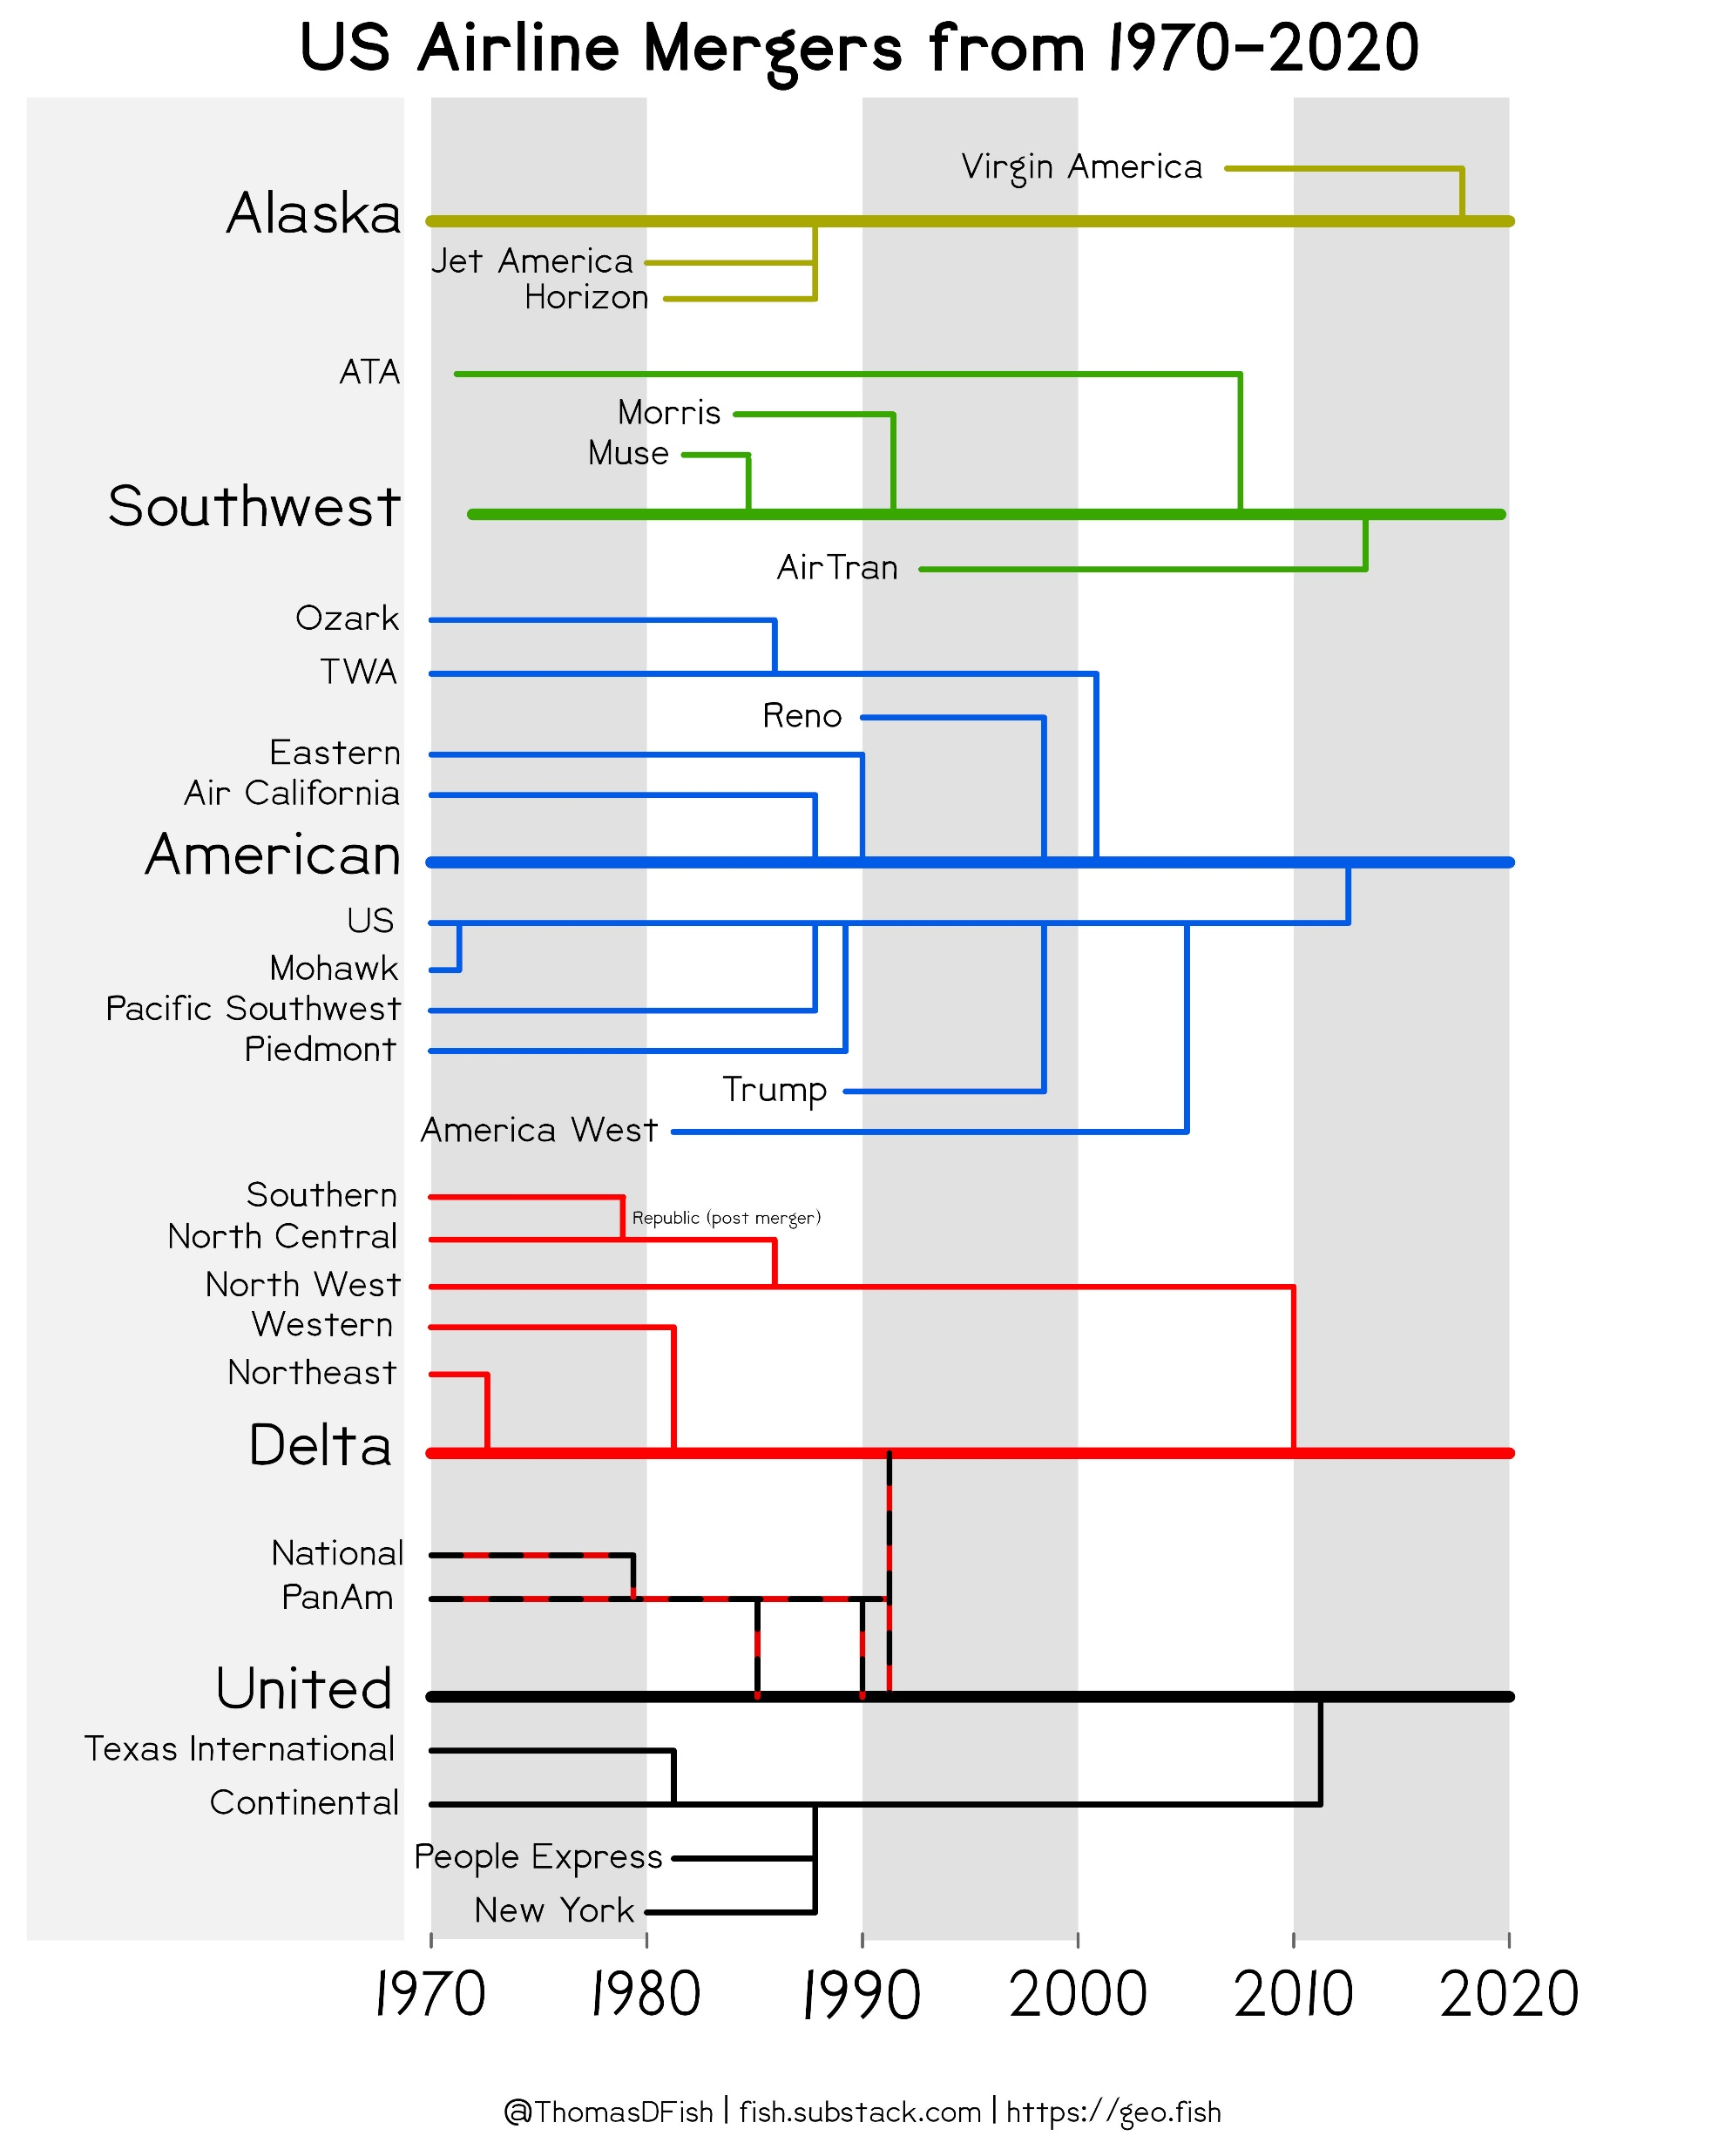 US Airline Mergers from 1970-2020
Virgin America
Alaska
Jet America
Horizon
ATA
Morris
Muse
Southwest
AirTran
Ozark
TWA
Reno
Eastern
Air California
American
US
Mohawk
Pacific Southwest
Piedmont
Trump
America West
Southern
Republic (post merger)
North Central
North West
Western
Northeast
Delta
National
PanAm
United
Texas International
Continental
People Express
New York
1970 1980 1990 2000 2010 2020
@ThomasDFish | fish.substack.com | https://geo.fish